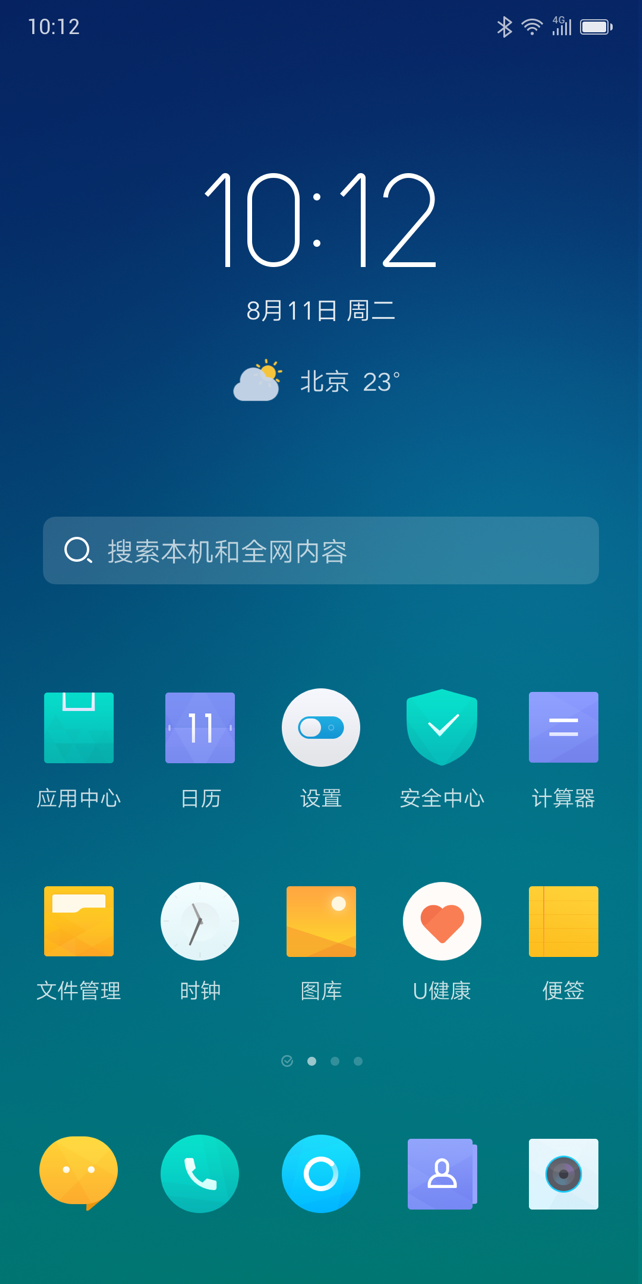 10:12
4G
10:12
8月11日 周二
北京 23°
搜索本机和全网内容
11
应用中心 日历 设置 安全中心 计算器
文件管理 时钟 图库 U健康 便签